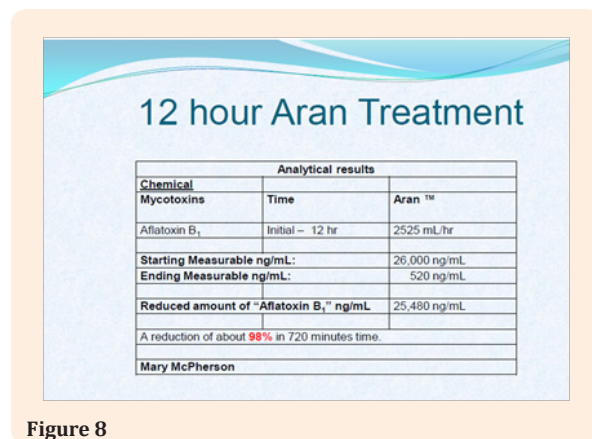 12 hour Aran Treatment
Analytical results
Chemical
Mycotoxins Time Aran ™
Aflatoxin B₁ Initial – 12 hr 2525 mL/hr
Starting Measurable ng/mL: 26,000 ng/mL
Ending Measurable ng/mL: 520 ng/mL
Reduced amount of “Aflatoxin B₁” ng/mL 25,480 ng/mL
A reduction of about 98% in 720 minutes time.
Mary McPherson
Figure 8